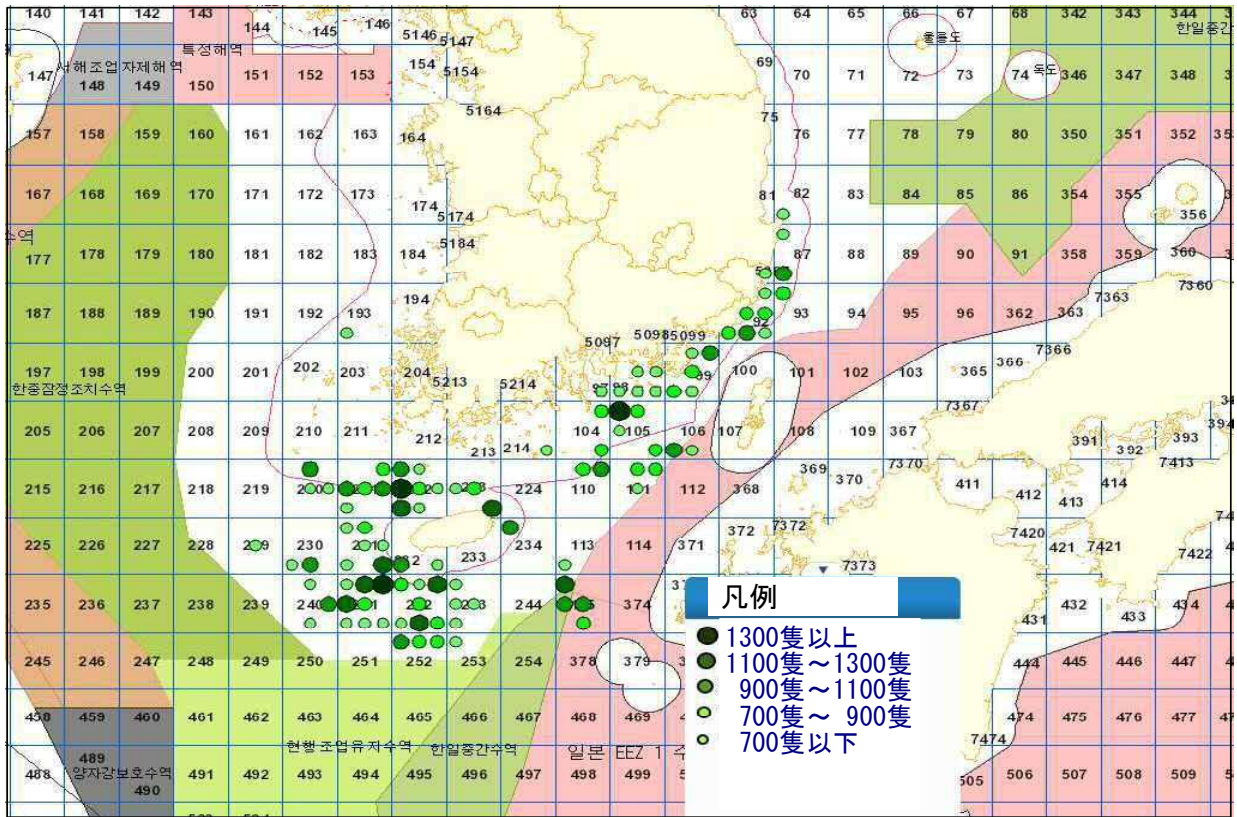 140 141 142 143 144 145 146 5146 5147 63 64 65 66 67 68 342 343 344
특성해역 울릉도 한일중간
서해조업자제해역 독도
147 148 149 150 151 152 153 154 5154 69 70 71 72 73 74 346 347 348
157 158 159 160 161 162 163 164 5164 75 76 77 78 79 80 350 351 352
167 168 169 170 171 172 173 174 5174 81 82 83 84 85 86 354 355 356
수역
177 178 179 180 181 182 183 184 5184 87 88 89 90 91 358 359 360
187 188 189 190 191 192 193 194 92 93 94 95 96 362 363 7363 7360
197 198 199 200 201 202 203 204 5213 5214 5097 5098 5099 100 101 102 103 365 366 7366
한중잠정조치수역
205 206 207 208 209 210 211 212 213 214 104 105 106 107 108 109 367 7367 391 392 393 394
215 216 217 218 219 224 110 112 368 369 370 7370 411 412 413 414 7413
225 226 227 228 230 233 234 113 114 371 372 7372 7373 7420 421 7421 7422
235 236 237 238 239 244 374 431 432 433 434
245 246 247 248 249 250 251 252 253 254 378 379 444 445 446 447
458 459 460 461 462 463 464 465 466 467 468 469 474 475 476 477
현행조업유지수역 한일중간수역 일본 EEZ 1 수
7474
488 489 양자강보호수역 490 491 492 493 494 495 496 497 498 499 505 506 507 508 509
凡例
1300隻以上
1100隻～1300隻
900隻～1100隻
700隻～ 900隻
700隻以下